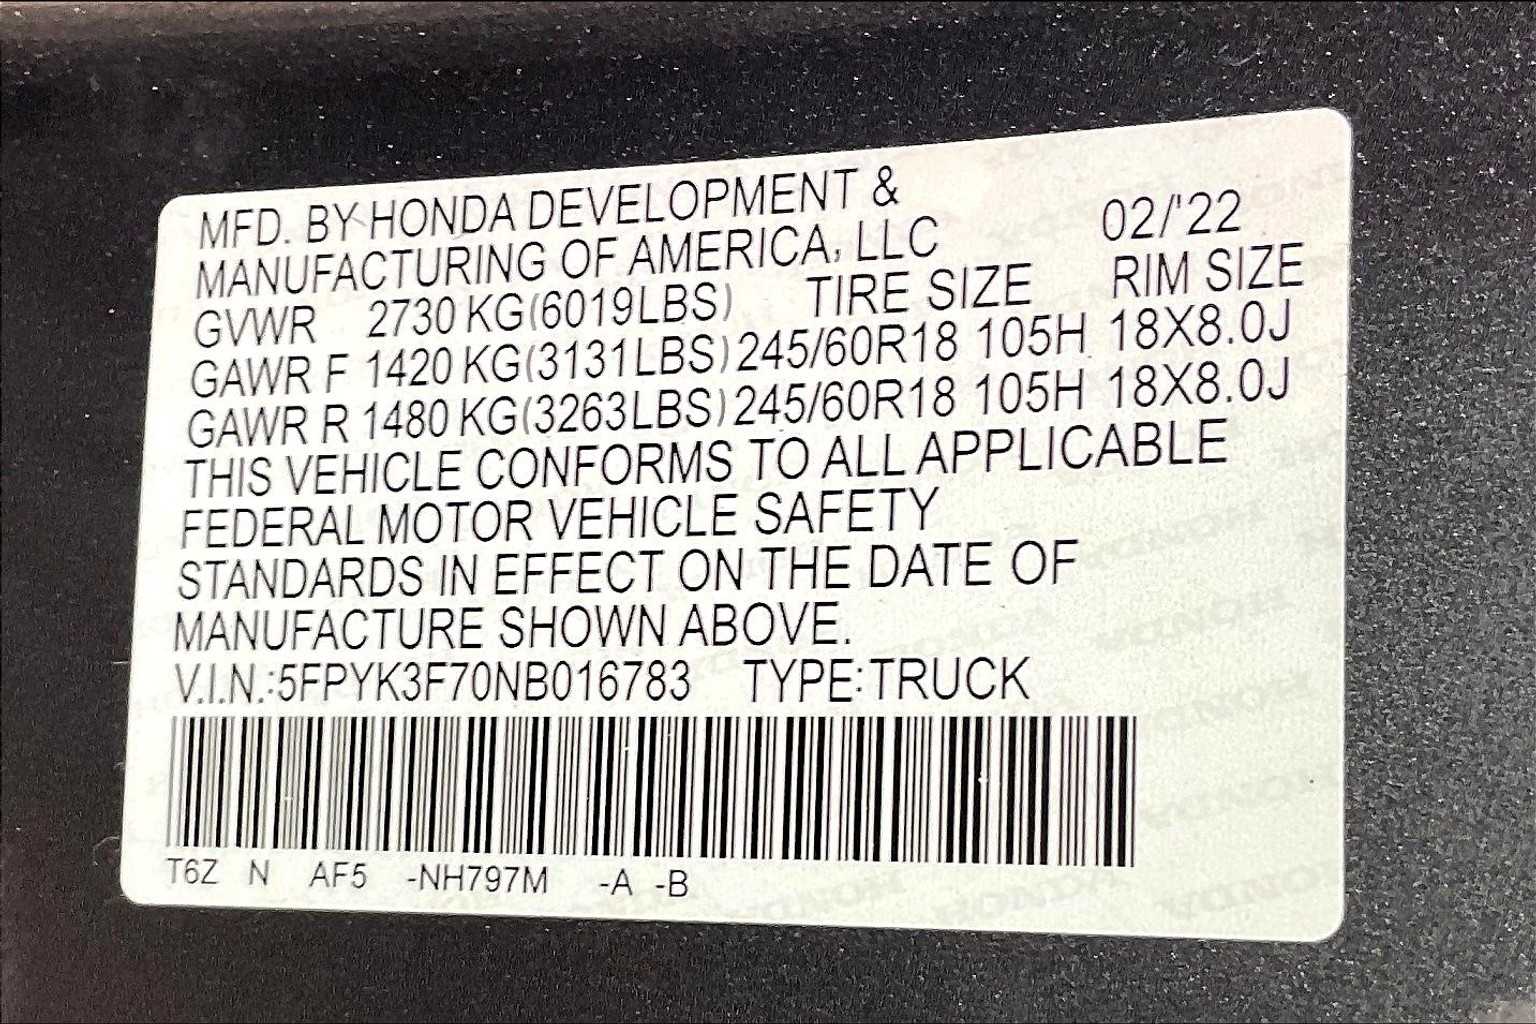 MFD. BY HONDA DEVELOPMENT &
MANUFACTURING OF AMERICA, LLC 02/'22
GVWR 2730 KG(6019LBS) TIRE SIZE RIM SIZE
GAWR F 1420 KG(3131LBS) 245/60R18 105H 18X8.0J
GAWR R 1480 KG(3263LBS) 245/60R18 105H 18X8.0J
THIS VEHICLE CONFORMS TO ALL APPLICABLE
FEDERAL MOTOR VEHICLE SAFETY
STANDARDS IN EFFECT ON THE DATE OF
MANUFACTURE SHOWN ABOVE.
V.I.N.:5FPYK3F70NB016783 TYPE:TRUCK
T6Z N AF5 -NH797M -A -B